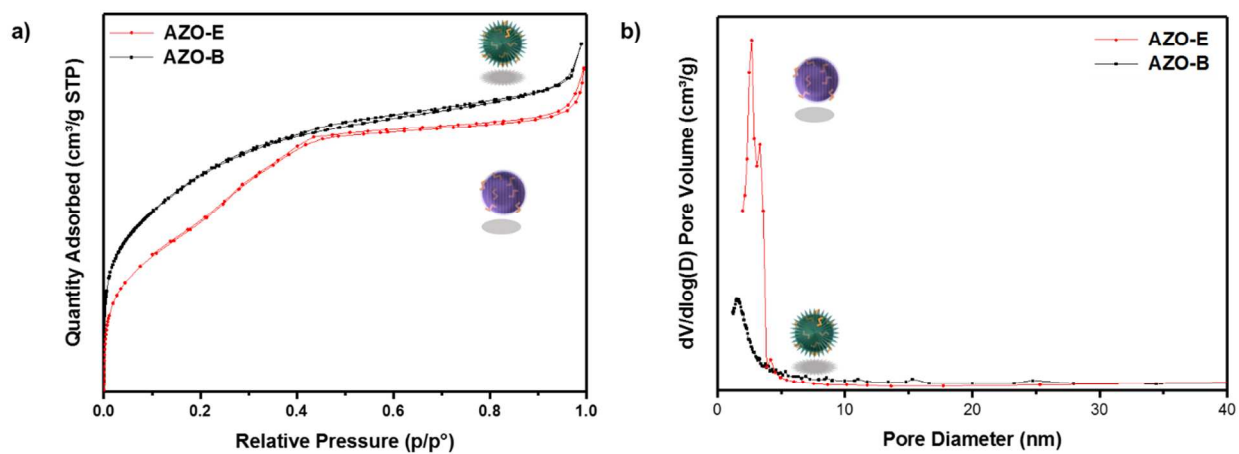 a)
AZO-E
AZO-B
Quantity Adsorbed (cm³/g STP)
0.0 0.2 0.4 0.6 0.8 1.0
Relative Pressure (p/p°)
b)
AZO-E
AZO-B
dV/dlog(D) Pore Volume (cm³/g)
0 10 20 30 40
Pore Diameter (nm)